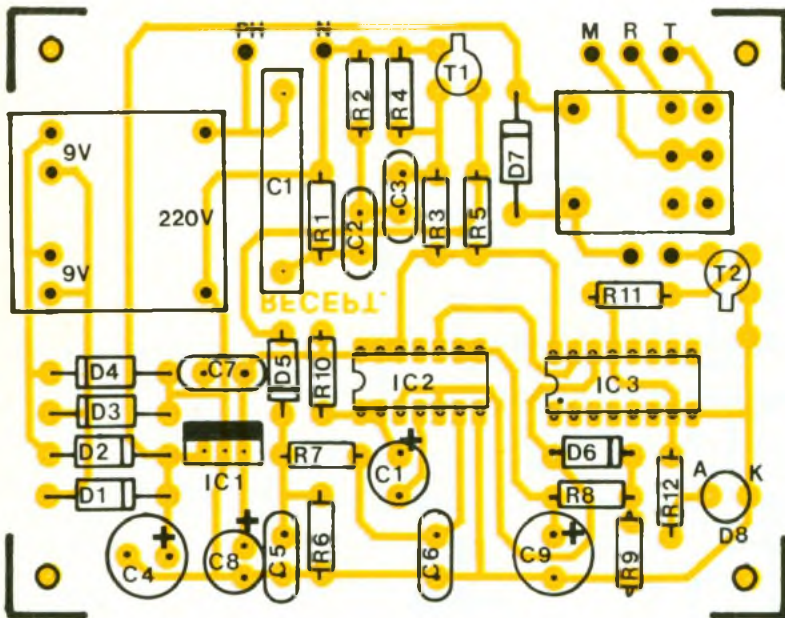 PH N M R T
T1
R2 R4
D7
9V
220V
C1
C3
R1 C2 R3 R5
9V
T2
R11
RECEPT.
D4 C7 D5 R10 IC2 IC3
D3
D2 R7 C1 + D6 A K
IC1
D1 R8 R12
D8
+ + +
C4 C8 C5 R6 C6 C9 R9